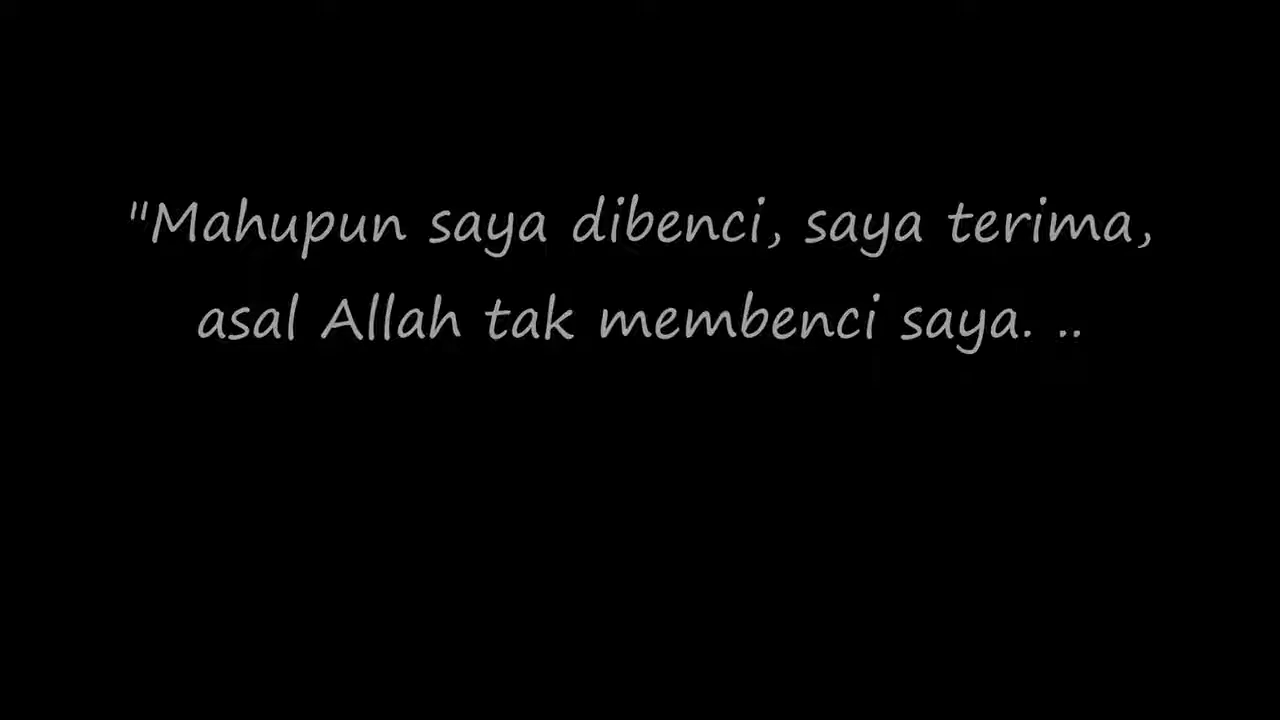 "Mahupun saya dibenci, saya terima,
asal Allah tak membenci saya. ..